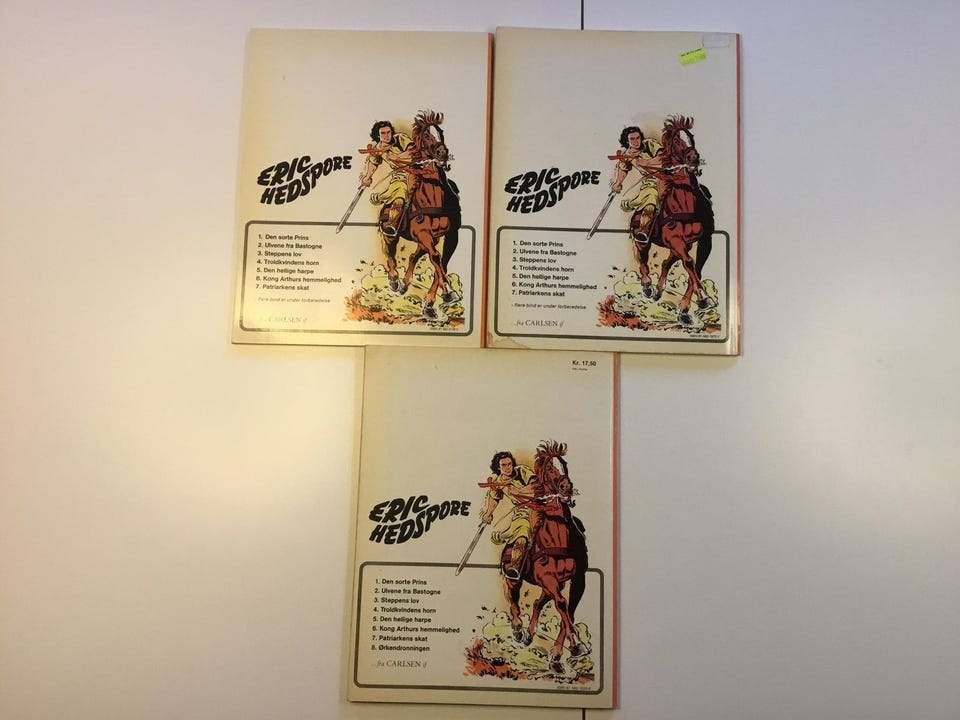 ERIC
HEDSPORE
1. Den sorte Prins
2. Ulvene fra Bastogne
3. Steppens lov
4. Troldkvindens horn
5. Den hellige harpe
6. Kong Arthurs hemmelighed
7. Patriarkens skat
- flere bind er under forberedelse
...fra CARLSEN if
ERIC
HEDSPORE
1. Den sorte Prins
2. Ulvene fra Bastogne
3. Steppens lov
4. Troldkvindens horn
5. Den hellige harpe
6. Kong Arthurs hemmelighed
7. Patriarkens skat
- flere bind er under forberedelse
...fra CARLSEN if
Kr. 17,50
ERIC
HEDSPORE
1. Den sorte Prins
2. Ulvene fra Bastogne
3. Steppens lov
4. Troldkvindens horn
5. Den hellige harpe
6. Kong Arthurs hemmelighed
7. Patriarkens skat
8. Ørkendronningen
...fra CARLSEN if